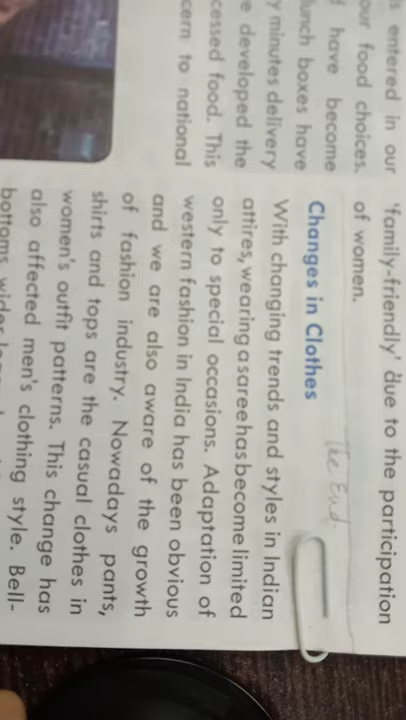 s entered in our
our food choices.
have become
lunch boxes have
y minutes delivery
e developed the
cessed food. This
cern to national
'family-friendly' due to the participation
of women.
The End.
Changes in Clothes
With changing trends and styles in Indian
attires, wearing a saree has become limited
only to special occasions. Adaptation of
western fashion in India has been obvious
and we are also aware of the growth
of fashion industry. Nowadays pants,
shirts and tops are the casual clothes in
women's outfit patterns. This change has
also affected men's clothing style. Bell-
bottoms, wider